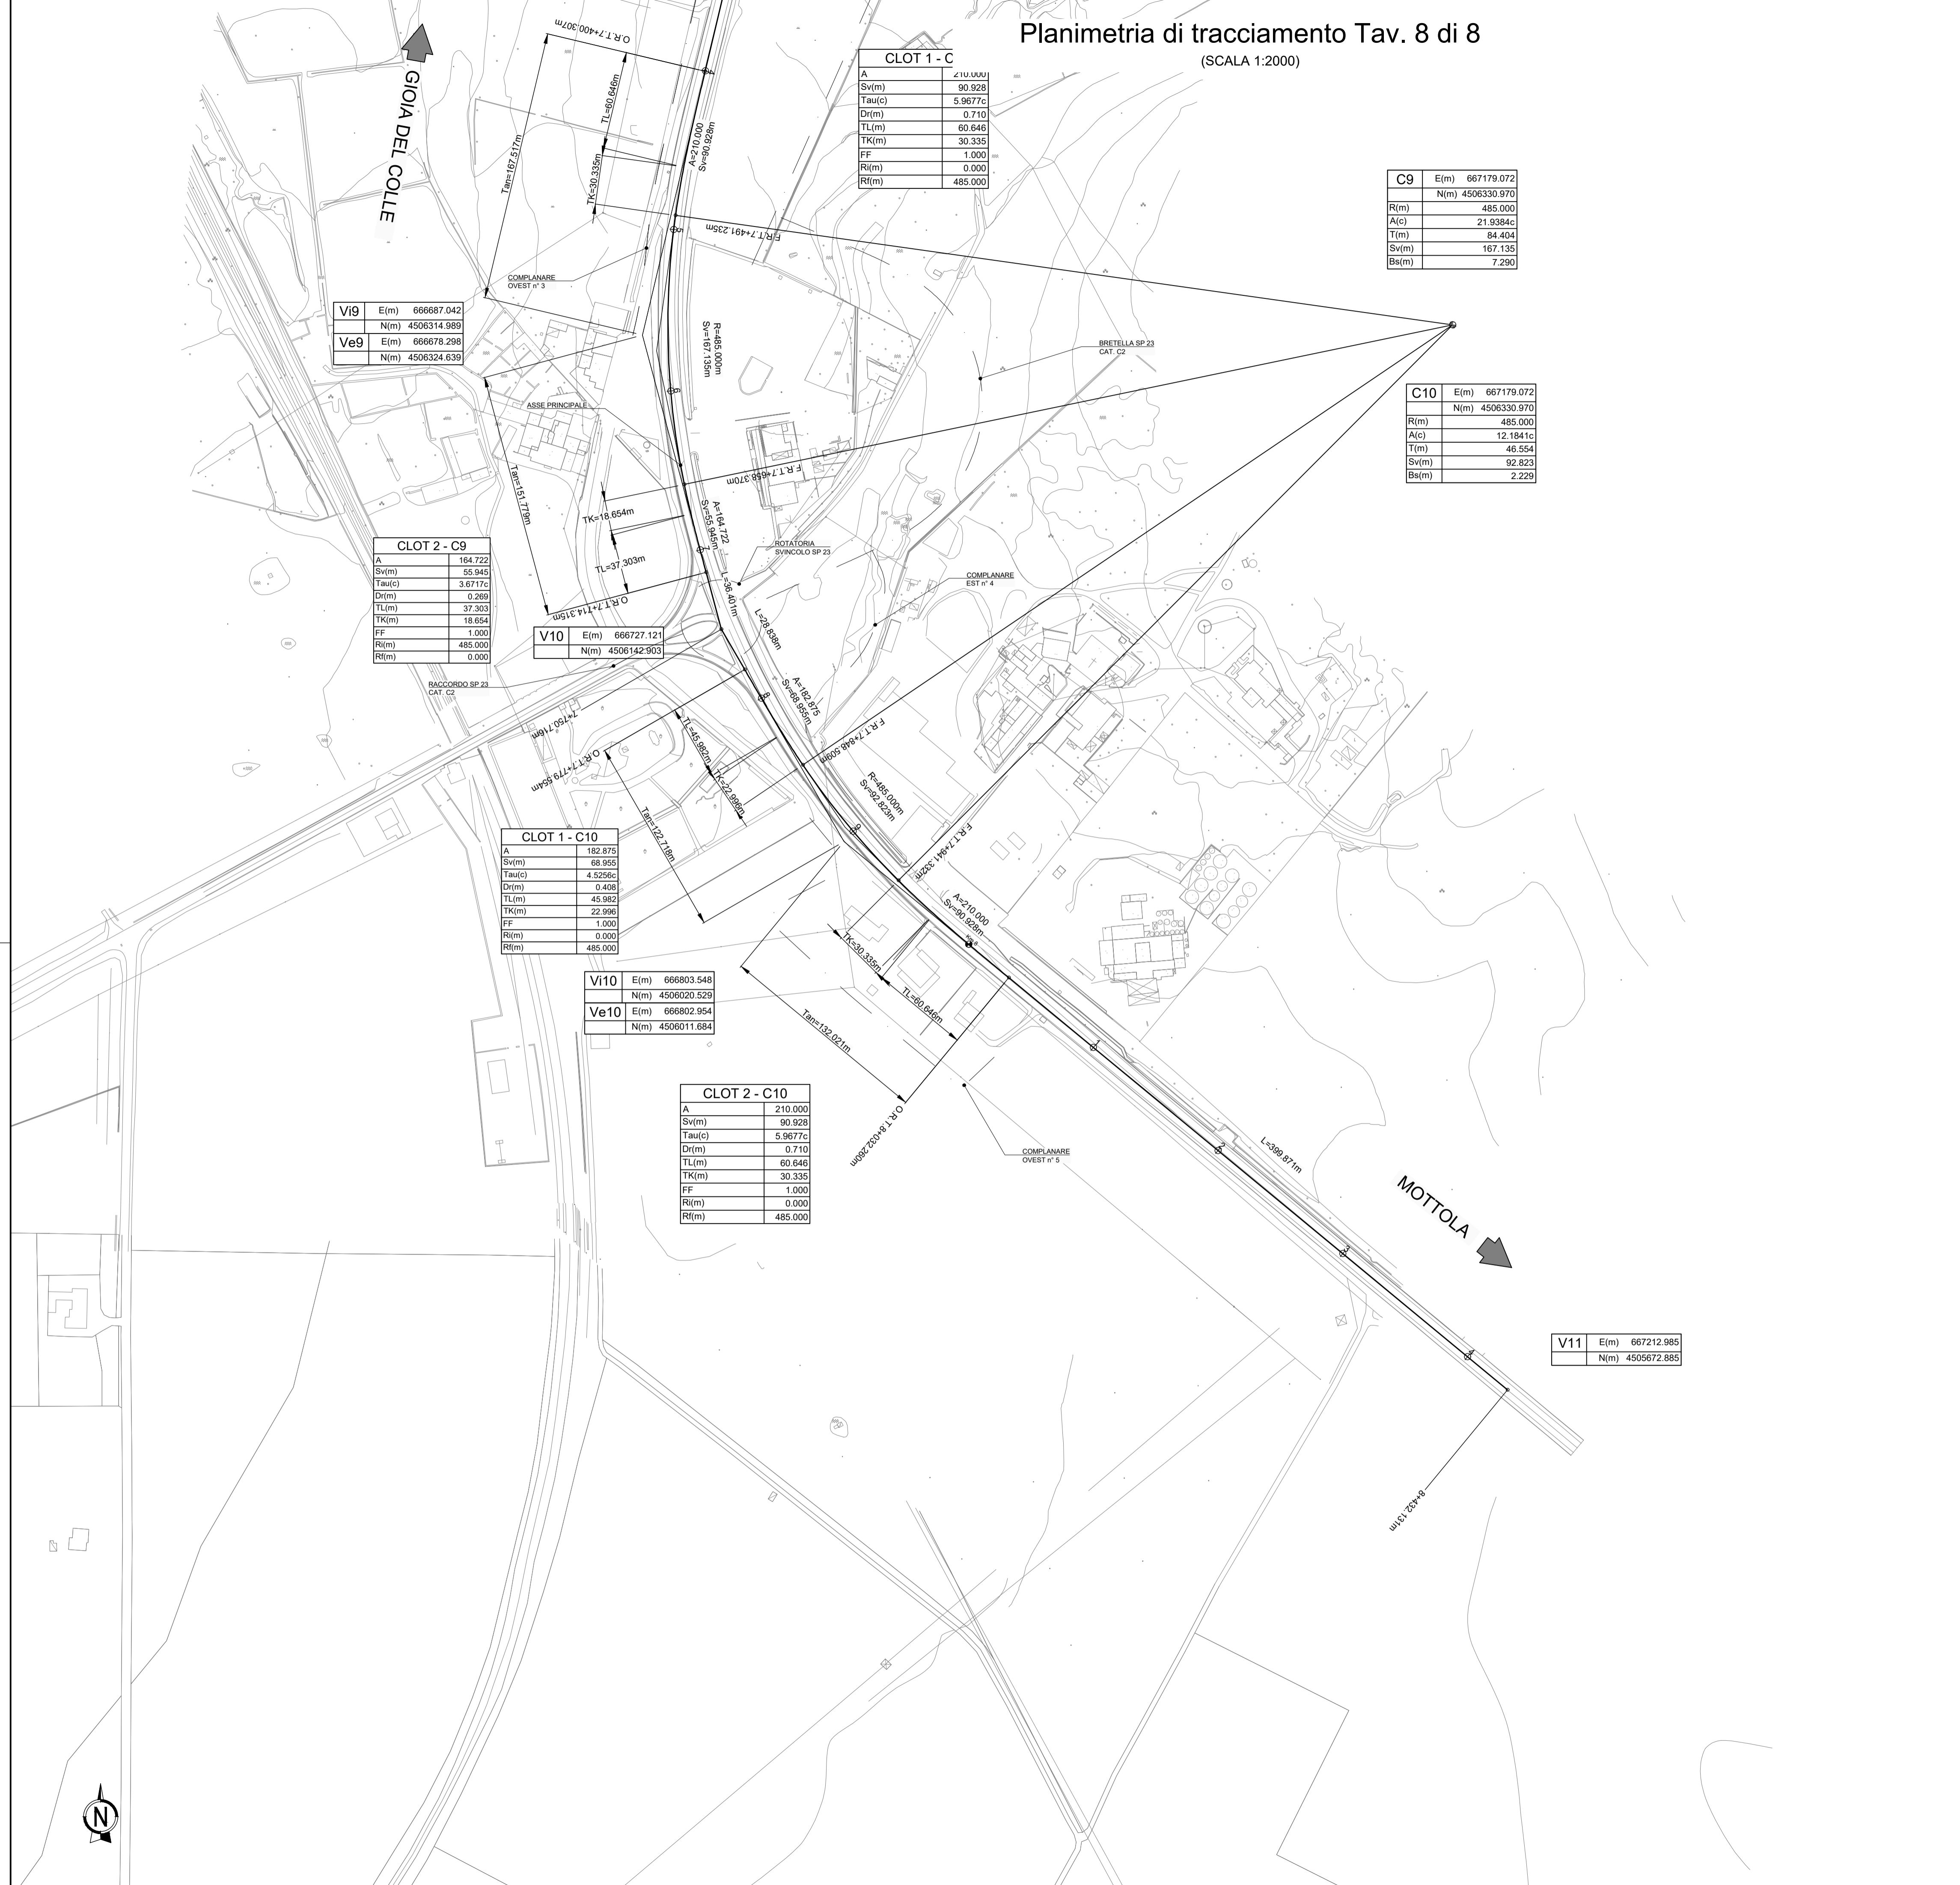 Planimetria di tracciamento Tav. 8 di 8
(SCALA 1:2000)
GIOIA DEL COLLE
O.R.T.7+400.307m
TL=60.646m
Tan=167.517m
TK=30.335m
A=210.000
Sv=90.928m
4
CLOT 1 - C
A 210.000
Sv(m) 90.928
Tau(c) 5.9677c
Dr(m) 0.710
TL(m) 60.646
TK(m) 30.335
FF 1.000
Ri(m) 0.000
Rf(m) 485.000
C9 E(m) 667179.072
N(m) 4506330.970
R(m) 485.000
A(c) 21.9384c
T(m) 84.404
Sv(m) 167.135
Bs(m) 7.290
5
F.R.T.7+491.235m
COMPLANARE
OVEST n° 3
Vi9 E(m) 666687.042
N(m) 4506314.989
Ve9 E(m) 666678.298
N(m) 4506324.639
R=485.000m
Sv=167.135m
BRETELLA SP 23
CAT. C2
6
ASSE PRINCIPALE
C10 E(m) 667179.072
N(m) 4506330.970
R(m) 485.000
A(c) 12.1841c
T(m) 46.554
Sv(m) 92.823
Bs(m) 2.229
F.R.T.7+658.370m
Tan=151.779m
TK=18.654m
A=164.722
Sv=55.945m
7
TL=37.303m
ROTATORIA
SVINCOLO SP 23
CLOT 2 - C9
A 164.722
Sv(m) 55.945
Tau(c) 3.6717c
Dr(m) 0.269
TL(m) 37.303
TK(m) 18.654
FF 1.000
Ri(m) 485.000
Rf(m) 0.000
O.R.T.7+714.315m
L=36.401m
COMPLANARE
EST n° 4
V10 E(m) 666727.121
N(m) 4506142.903
L=28.838m
RACCORDO SP 23
CAT. C2
A=182.875
Sv=68.955m
8
7+750.716m
TL=45.982m
F.R.T.7+848.509m
O.R.T.7+779.554m
TK=22.996m
R=485.000m
Sv=92.823m
Tan=122.718m
9
CLOT 1 - C10
A 182.875
Sv(m) 68.955
Tau(c) 4.5256c
Dr(m) 0.408
TL(m) 45.982
TK(m) 22.996
FF 1.000
Ri(m) 0.000
Rf(m) 485.000
F.R.T.7+941.332m
A=210.000
Sv=90.928m
Km 8
TK=30.335m
TL=60.646m
Vi10 E(m) 666803.548
N(m) 4506020.529
Ve10 E(m) 666802.954
N(m) 4506011.684
Tan=132.021m
1
CLOT 2 - C10
A 210.000
Sv(m) 90.928
Tau(c) 5.9677c
Dr(m) 0.710
TL(m) 60.646
TK(m) 30.335
FF 1.000
Ri(m) 0.000
Rf(m) 485.000
O.R.T.8+032.260m
COMPLANARE
OVEST n° 5
2
L=399.871m
MOTTOLA
3
V11 E(m) 667212.985
N(m) 4505672.885
4
8+432.131m
N